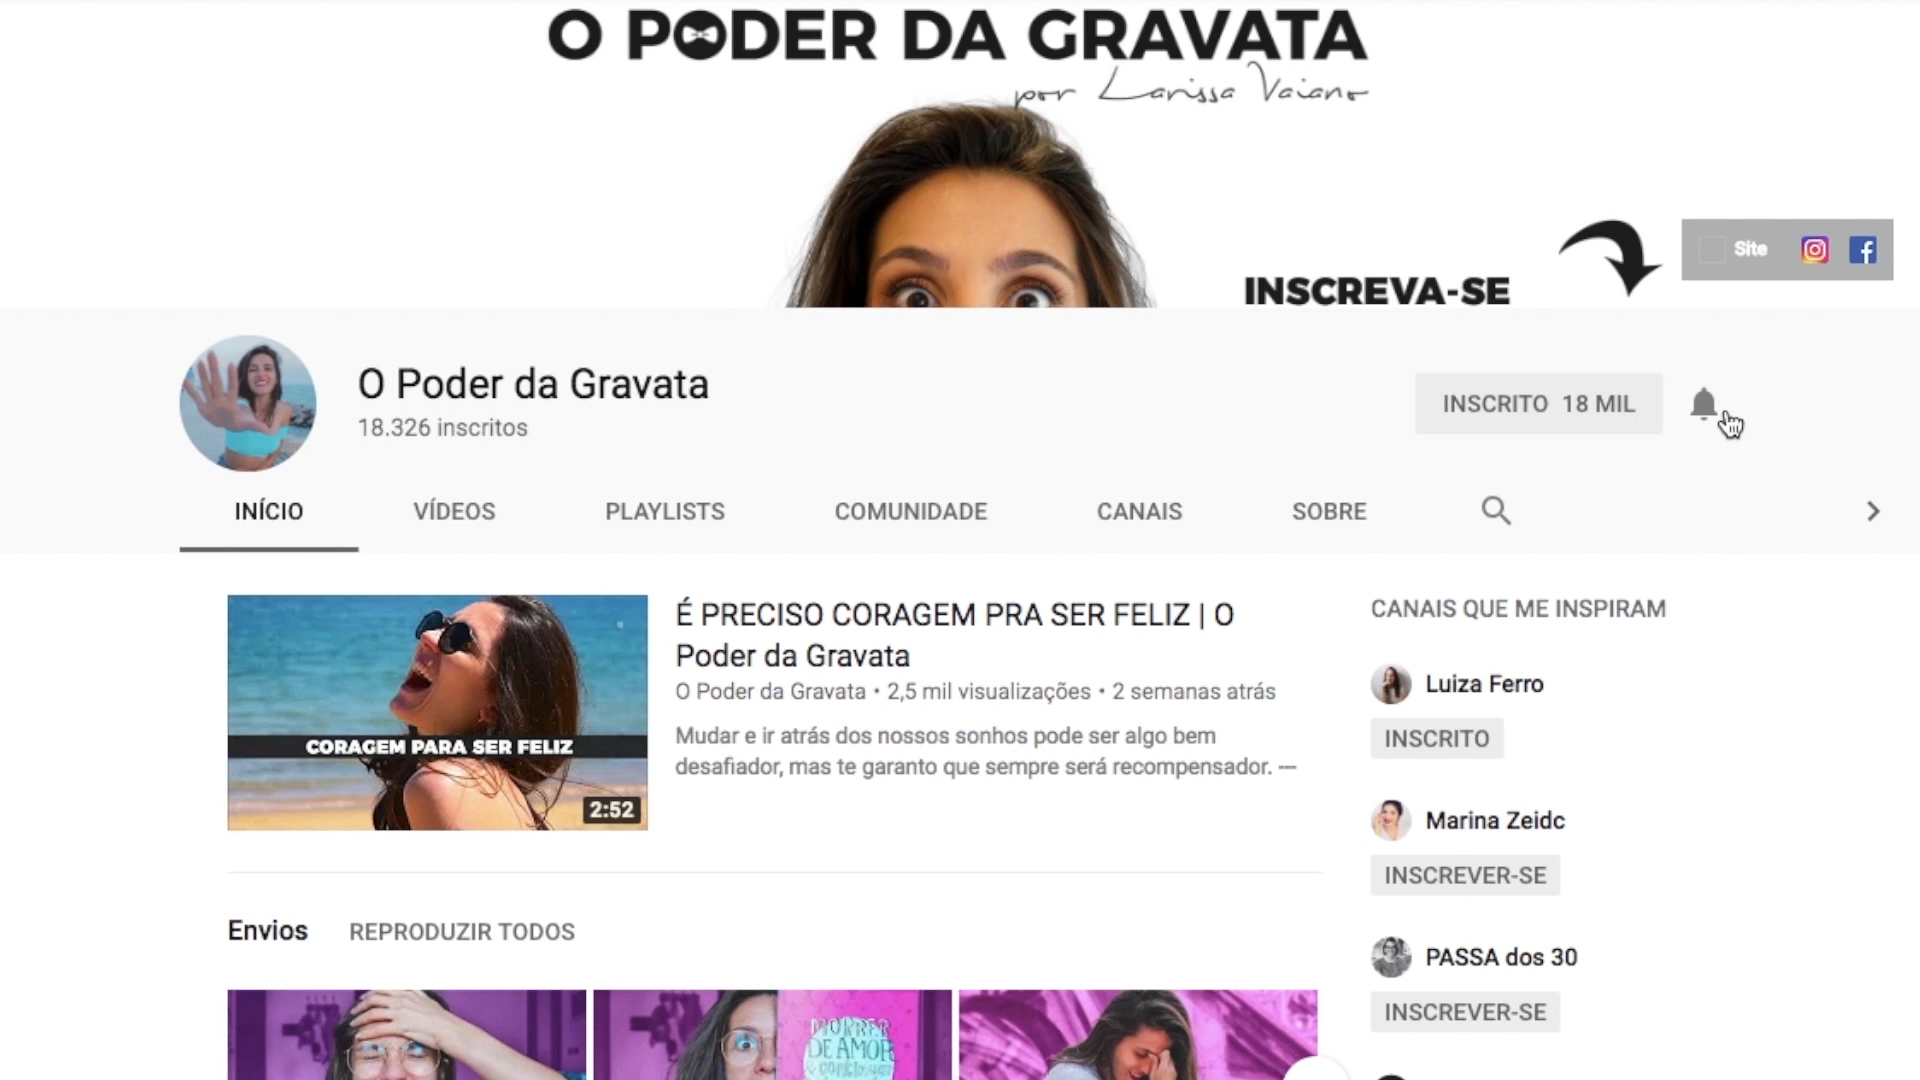 O PODER DA GRAVATA
por Larissa Vaiano
INSCREVA-SE
Site
O Poder da Gravata
18.326 inscritos
INSCRITO 18 MIL
INÍCIO
VÍDEOS
PLAYLISTS
COMUNIDADE
CANAIS
SOBRE
CORAGEM PARA SER FELIZ
2:52
É PRECISO CORAGEM PRA SER FELIZ | O
Poder da Gravata
O Poder da Gravata • 2,5 mil visualizações • 2 semanas atrás
Mudar e ir atrás dos nossos sonhos pode ser algo bem
desafiador, mas te garanto que sempre será recompensador. —
CANAIS QUE ME INSPIRAM
Luiza Ferro
INSCRITO
Marina Zeidc
INSCREVER-SE
PASSA dos 30
INSCREVER-SE
Envios
REPRODUZIR TODOS
MORRER
DE AMOR
& CONTINUAR